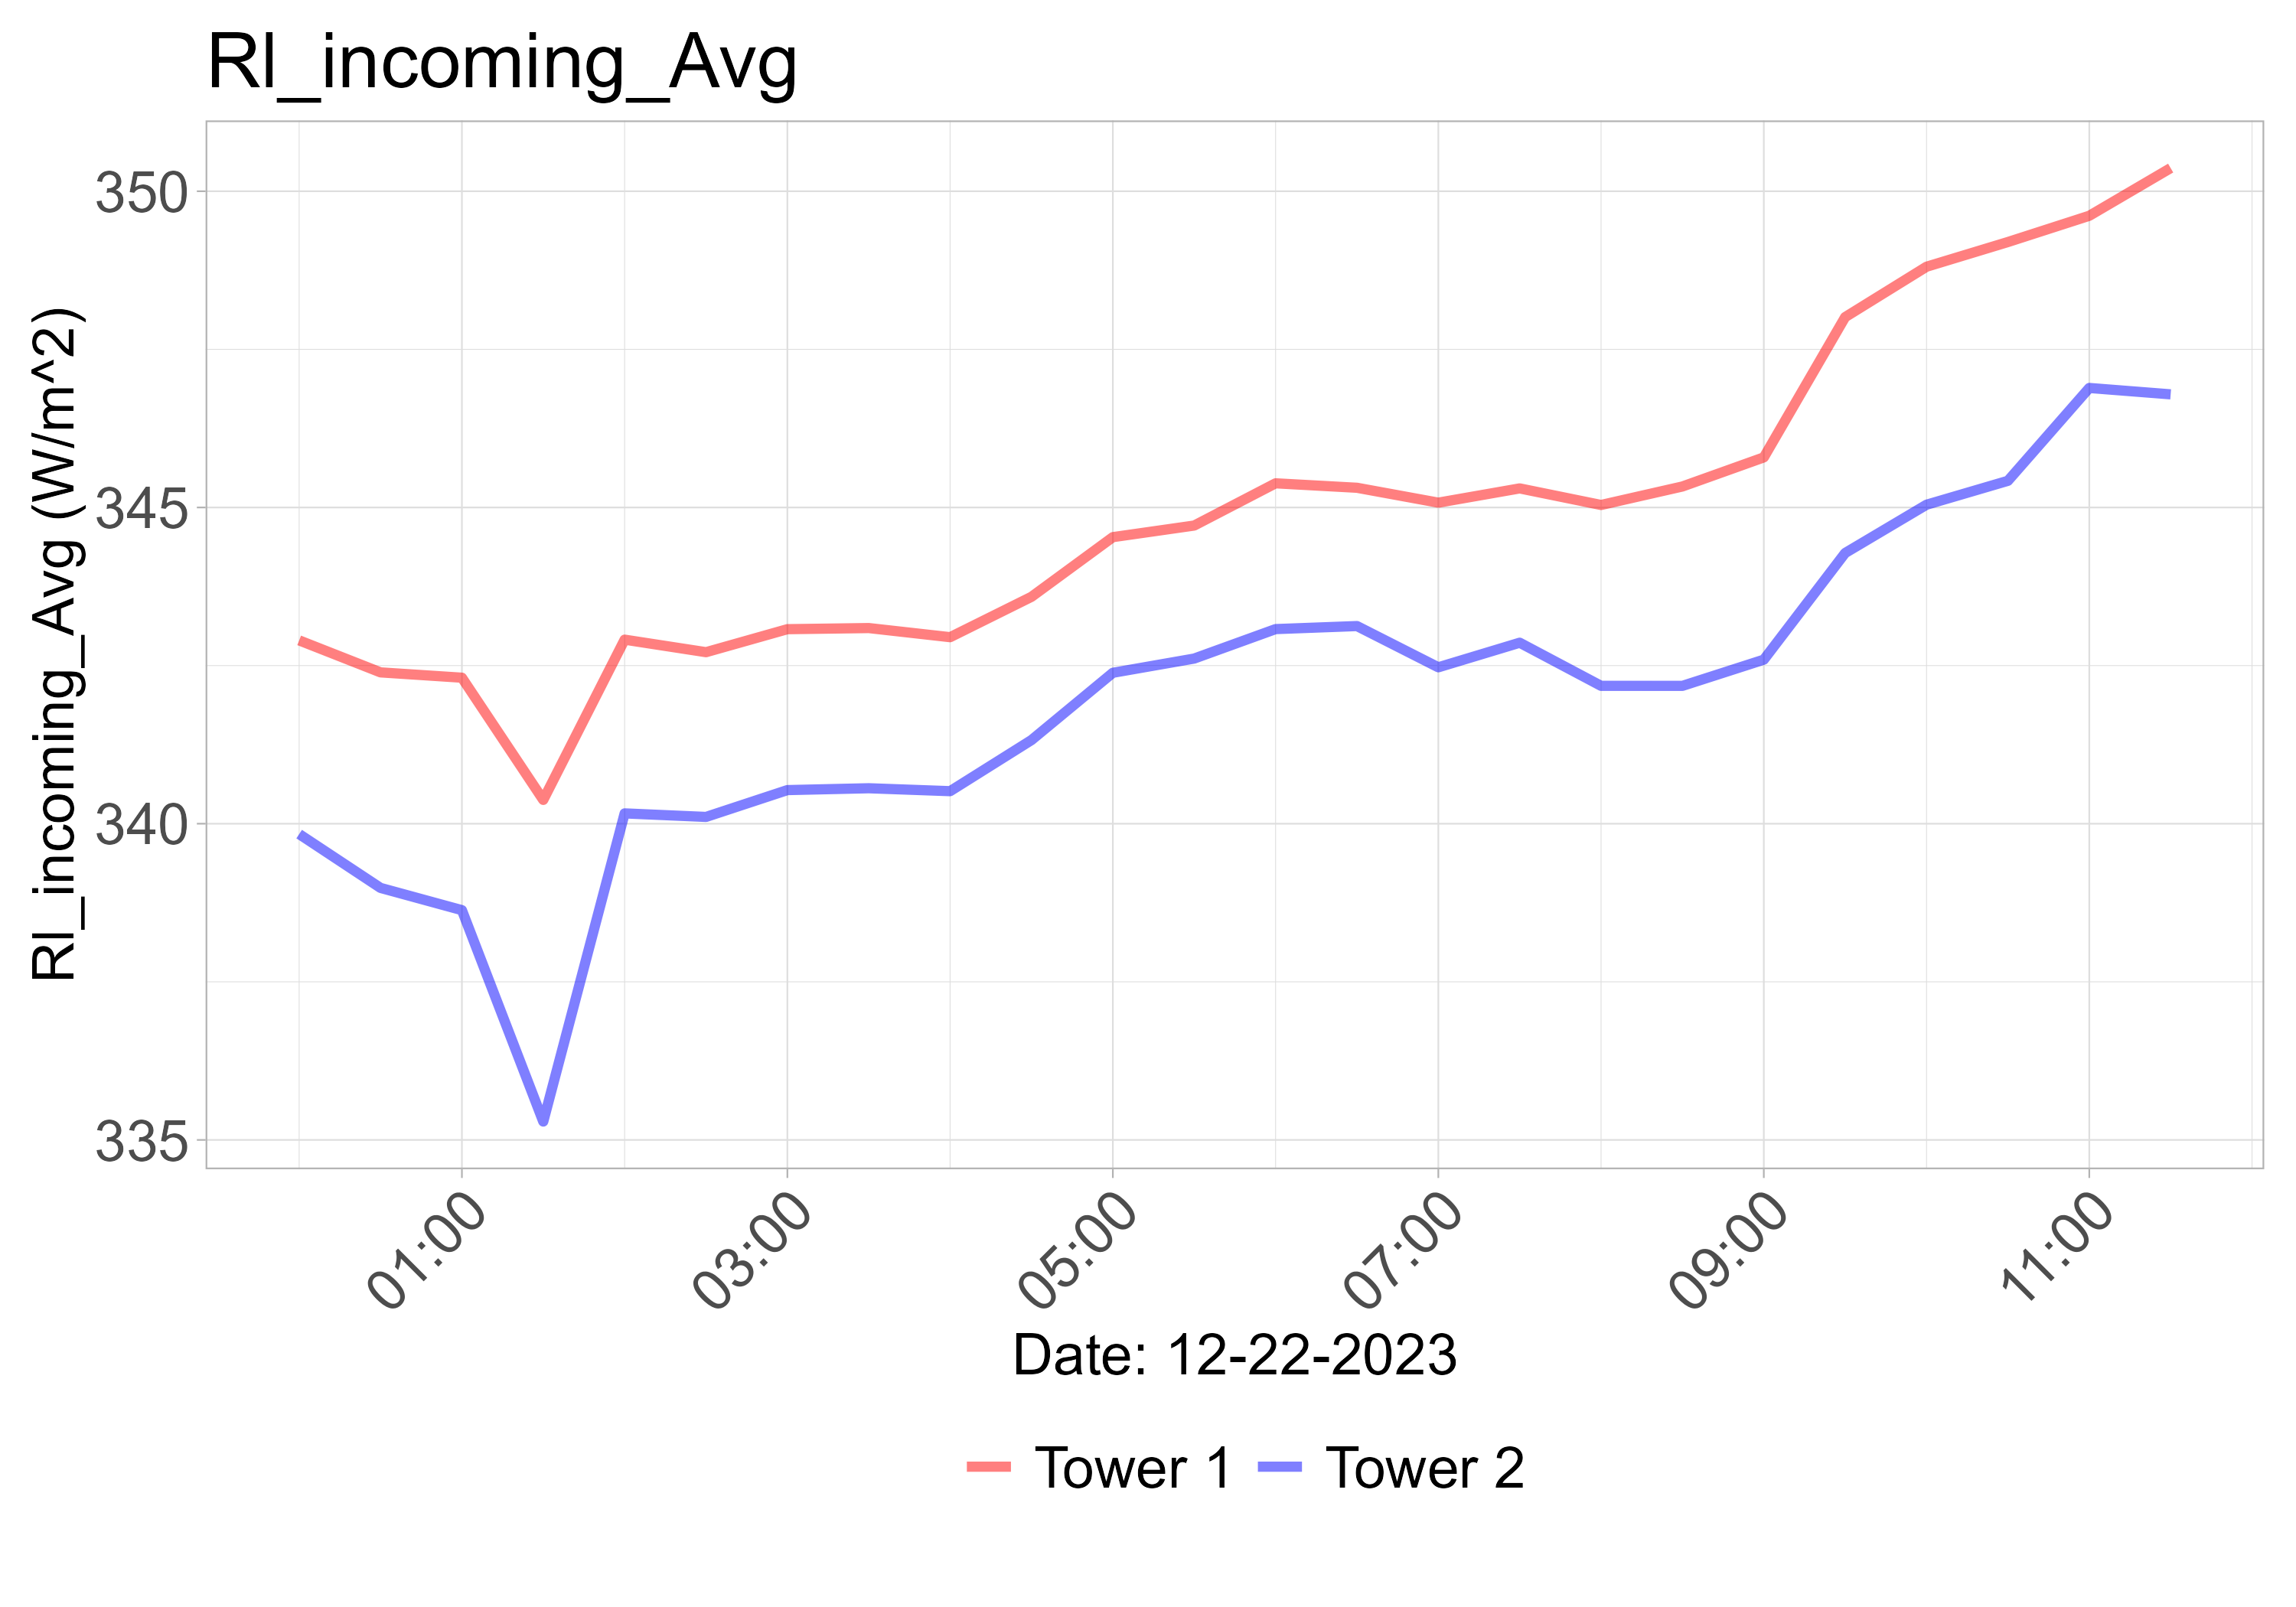 Rl_incoming_Avg
Rl_incoming_Avg (W/m^2)
350
345
340
335
01:00
03:00
05:00
07:00
09:00
11:00
Date: 12-22-2023
Tower 1
Tower 2